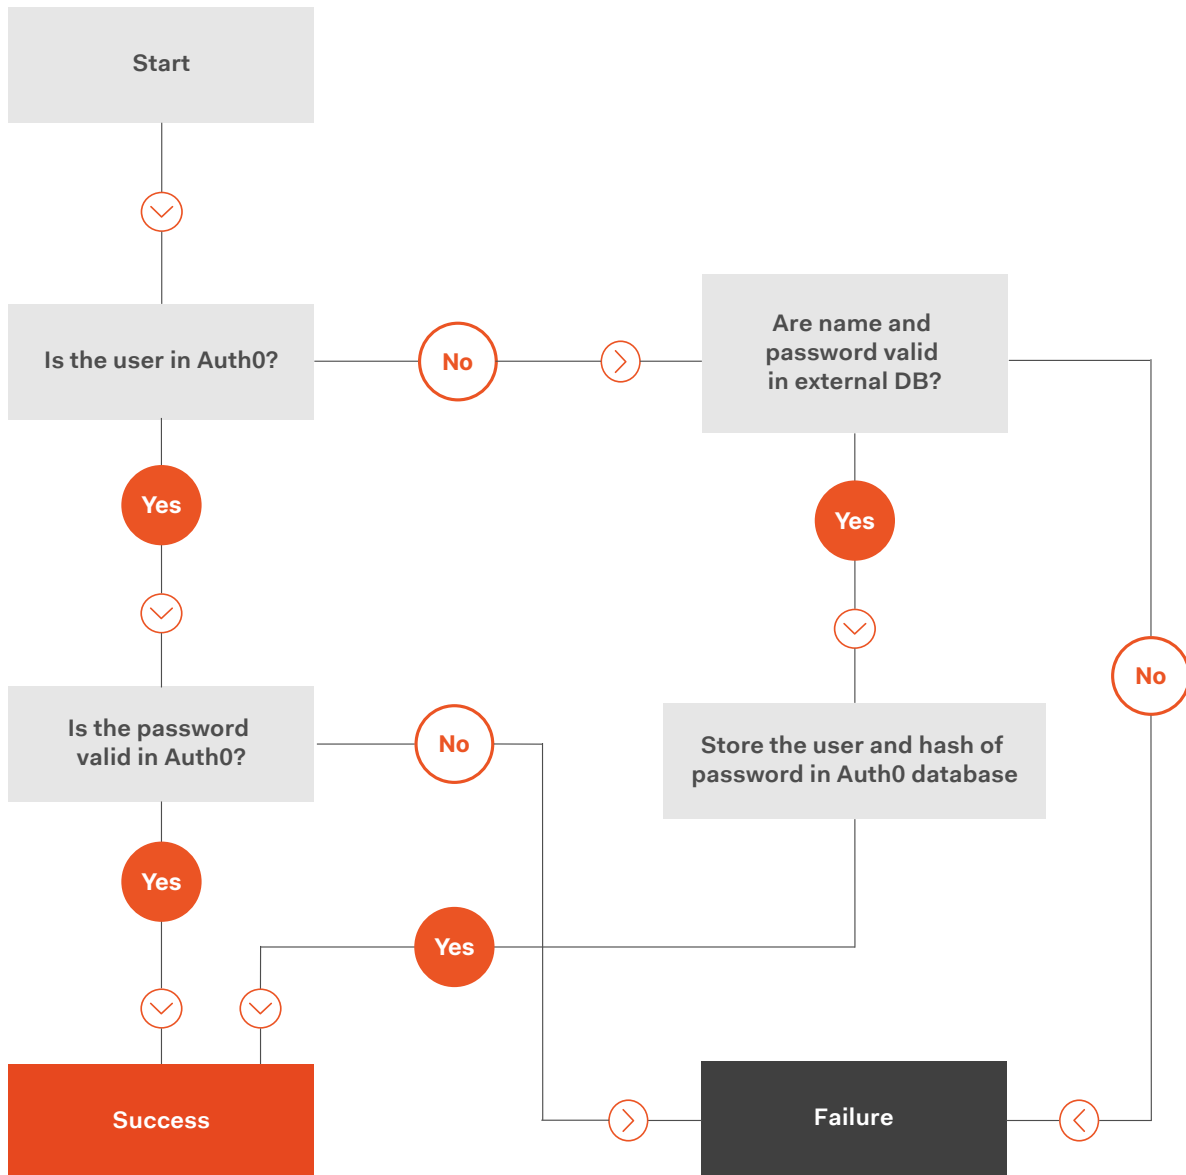 Start
Is the user in Auth0?
No
Are name and
password valid
in external DB?
Yes
Yes
No
Is the password
valid in Auth0?
No
Store the user and hash of
password in Auth0 database
Yes
Yes
Success
Failure